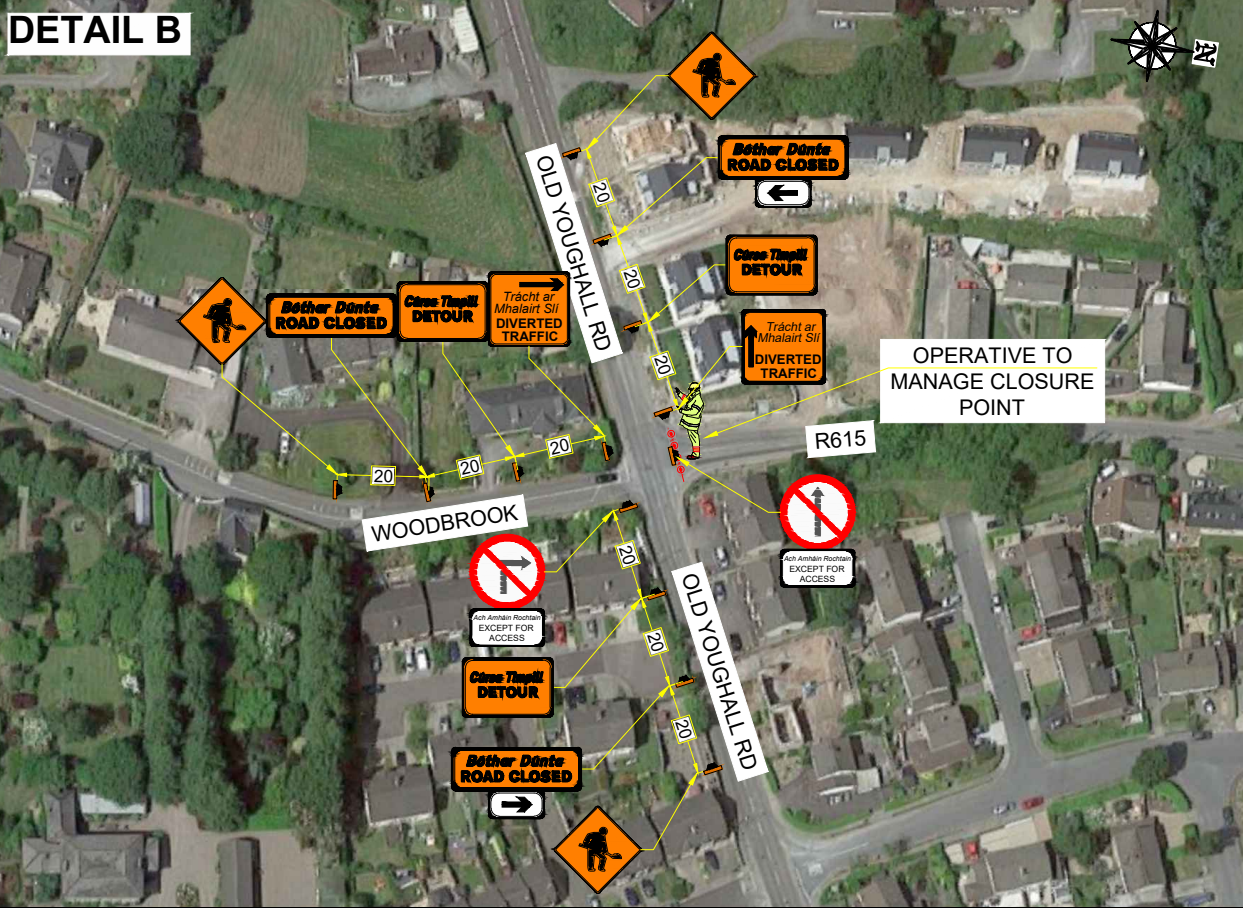 DETAIL B
N
Bóthar Dúnta
ROAD CLOSED
OLD YOUGHALL RD
20
20
20
Cúrsa Timpill
DETOUR
Trácht ar
Mhalairt Slí
DIVERTED
TRAFFIC
Bóthar Dúnta
ROAD CLOSED
Cúrsa Timpill
DETOUR
Trácht ar
Mhalairt Slí
DIVERTED
TRAFFIC
OPERATIVE TO
MANAGE CLOSURE
POINT
R615
20
20
20
WOODBROOK
Ach Amháin Rochtain
EXCEPT FOR
ACCESS
Ach Amháin Rochtain
EXCEPT FOR
ACCESS
20
20
20
OLD YOUGHALL RD
Cúrsa Timpill
DETOUR
Bóthar Dúnta
ROAD CLOSED